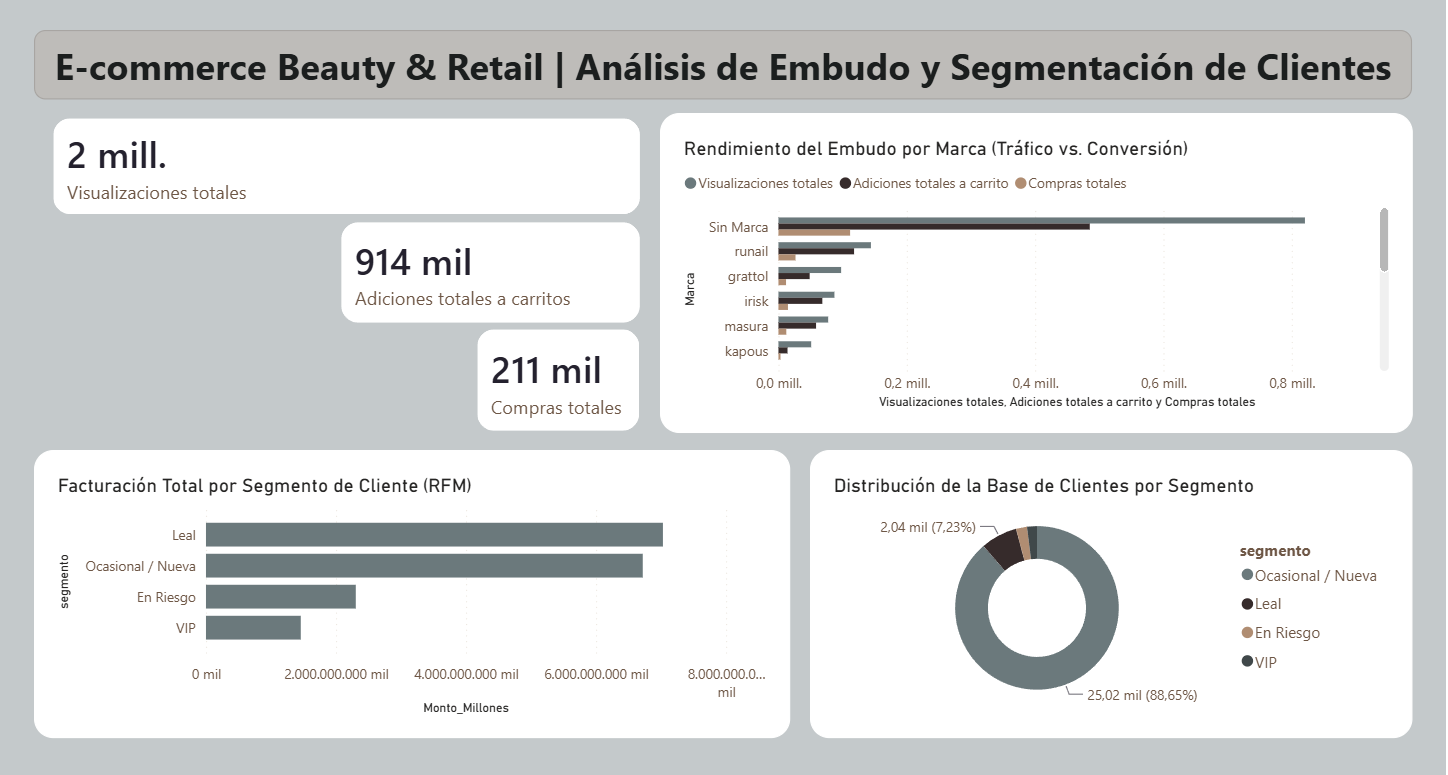 E-commerce Beauty & Retail | Análisis de Embudo y Segmentación de Clientes
2 mill.
Visualizaciones totales
914 mil
Adiciones totales a carritos
211 mil
Compras totales
Rendimiento del Embudo por Marca (Tráfico vs. Conversión)
Visualizaciones totales Adiciones totales a carrito Compras totales
Marca
Sin Marca
runail
grattol
irisk
masura
kapous
0,0 mill. 0,2 mill. 0,4 mill. 0,6 mill. 0,8 mill.
Visualizaciones totales, Adiciones totales a carrito y Compras totales
Facturación Total por Segmento de Cliente (RFM)
segmento
Leal
Ocasional / Nueva
En Riesgo
VIP
0 mil 2.000.000.000 mil 4.000.000.000 mil 6.000.000.000 mil 8.000.000.0...
mil
Monto_Millones
Distribución de la Base de Clientes por Segmento
2,04 mil (7,23%)
25,02 mil (88,65%)
segmento
Ocasional / Nueva
Leal
En Riesgo
VIP